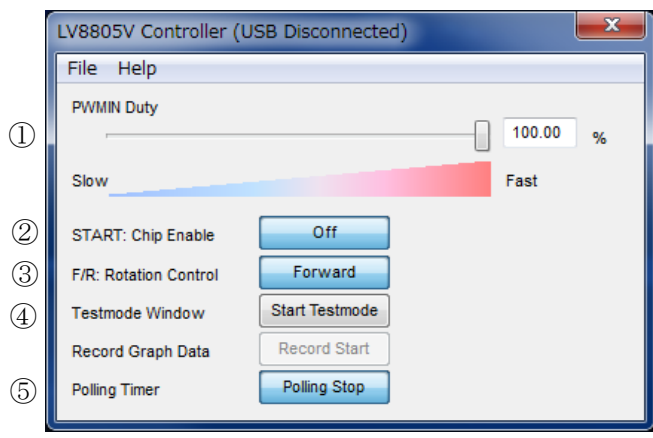 LV8805V Controller (USB Disconnected)
File Help
PWMIN Duty
① 100.00 %
Slow Fast
② START: Chip Enable Off
③ F/R: Rotation Control Forward
④ Testmode Window Start Testmode
Record Graph Data Record Start
⑤ Polling Timer Polling Stop